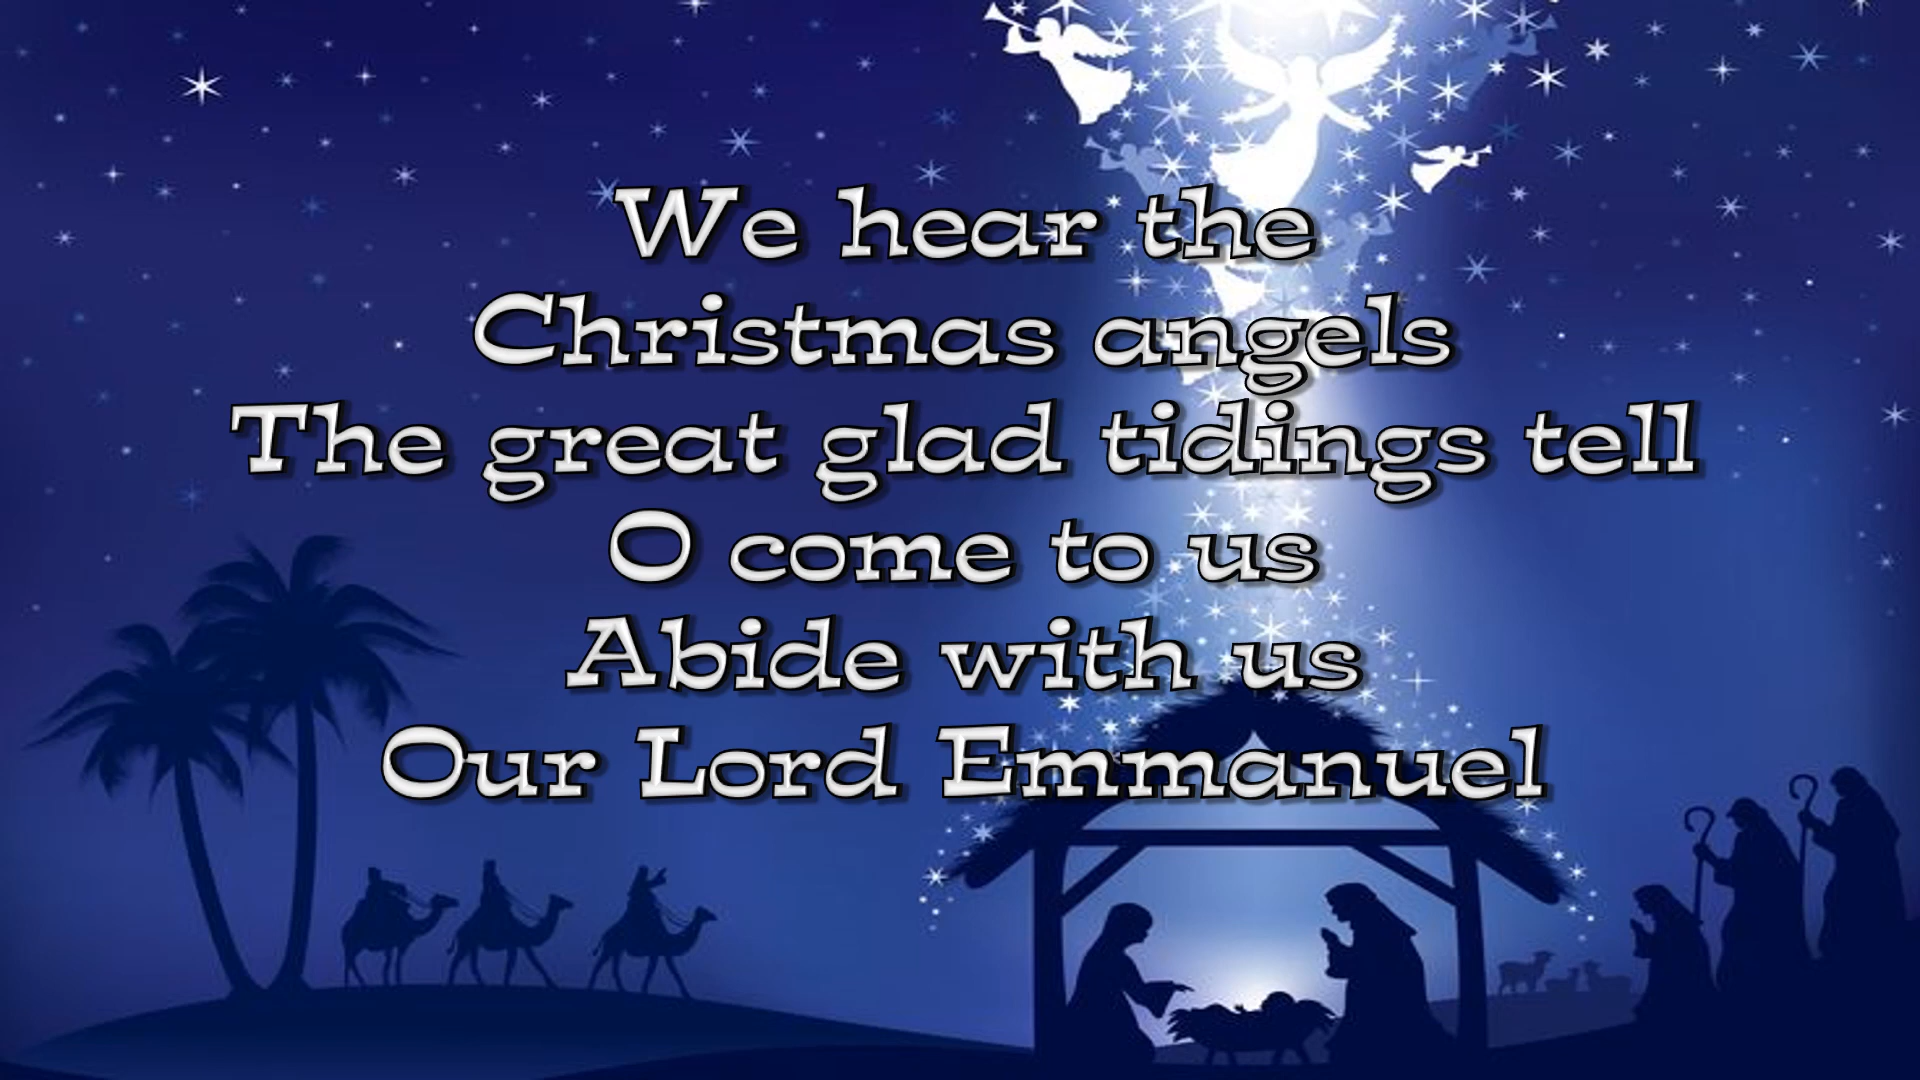 We hear the
Christmas angels
The great glad tidings tell
O come to us
Abide with us
Our Lord Emmanuel